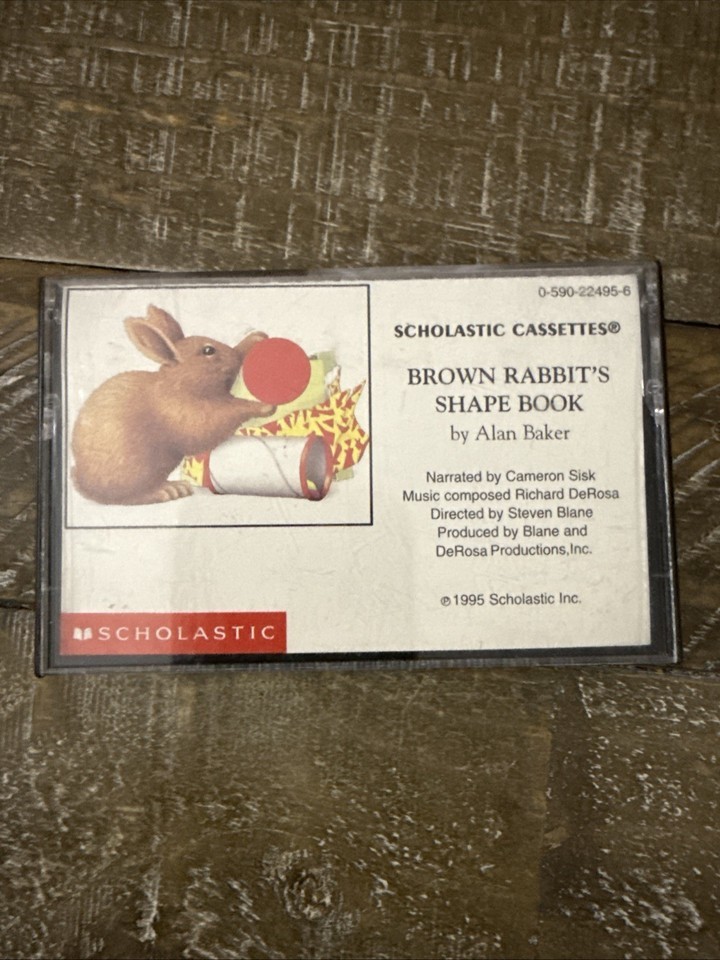 0-590-22495-6
SCHOLASTIC CASSETTES®
BROWN RABBIT'S
SHAPE BOOK
by Alan Baker
Narrated by Cameron Sisk
Music composed Richard DeRosa
Directed by Steven Blane
Produced by Blane and
DeRosa Productions,Inc.
℗1995 Scholastic Inc.
SCHOLASTIC